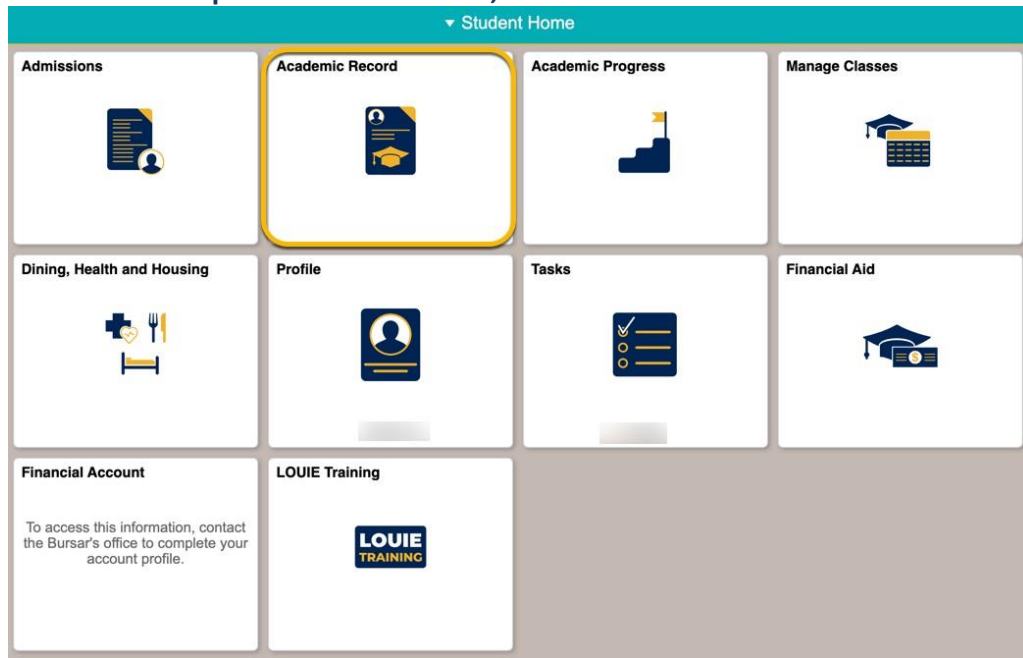 Student Home
Admissions
Academic Record
Academic Progress
Manage Classes
Dining, Health and Housing
Profile
Tasks
Financial Aid
$
Financial Account
To access this information, contact
the Bursar's office to complete your
account profile.
LOUIE Training
LOUIE
TRAINING